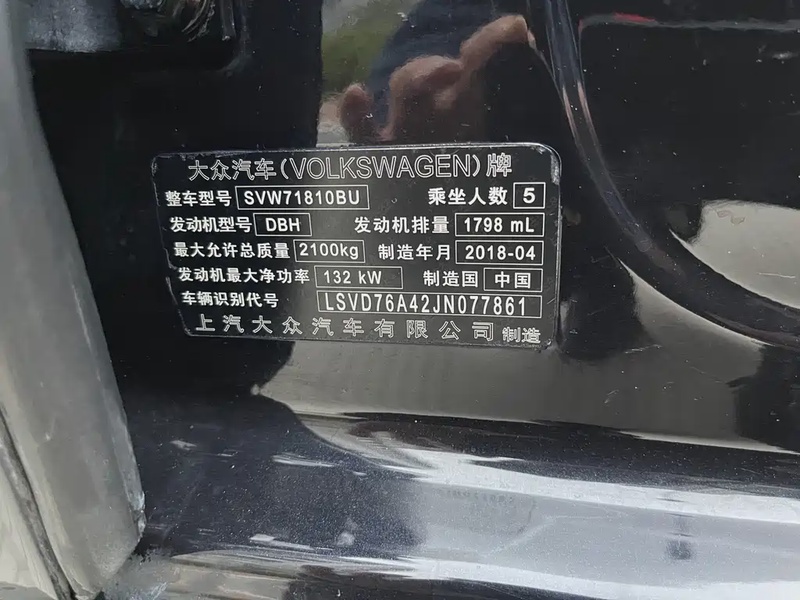 大众汽车(VOLKSWAGEN)牌
整车型号 SVW71810BU 乘坐人数 5
发动机型号 DBH 发动机排量 1798 mL
最大允许总质量 2100kg 制造年月 2018-04
发动机最大净功率 132 kW 制造国 中国
车辆识别代号 LSVD76A42JN077861
上汽大众汽车有限公司 制造